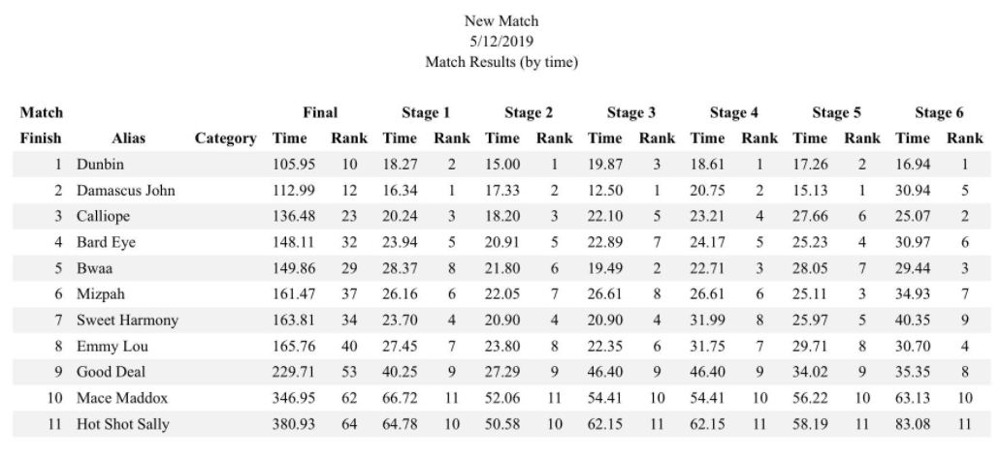 New Match
5/12/2019
Match Results (by time)
Match Final Stage 1 Stage 2 Stage 3 Stage 4 Stage 5 Stage 6
Finish Alias Category Time Rank Time Rank Time Rank Time Rank Time Rank Time Rank Time Rank
1 Dunbin 105.95 10 18.27 2 15.00 1 19.87 3 18.61 1 17.26 2 16.94 1
2 Damascus John 112.99 12 16.34 1 17.33 2 12.50 1 20.75 2 15.13 1 30.94 5
3 Calliope 136.48 23 20.24 3 18.20 3 22.10 5 23.21 4 27.66 6 25.07 2
4 Bard Eye 148.11 32 23.94 5 20.91 5 22.89 7 24.17 5 25.23 4 30.97 6
5 Bwaa 149.86 29 28.37 8 21.80 6 19.49 2 22.71 3 28.05 7 29.44 3
6 Mizpah 161.47 37 26.16 6 22.05 7 26.61 8 26.61 6 25.11 3 34.93 7
7 Sweet Harmony 163.81 34 23.70 4 20.90 4 20.90 4 31.99 8 25.97 5 40.35 9
8 Emmy Lou 165.76 40 27.45 7 23.80 8 22.35 6 31.75 7 29.71 8 30.70 4
9 Good Deal 229.71 53 40.25 9 27.29 9 46.40 9 46.40 9 34.02 9 35.35 8
10 Mace Maddox 346.95 62 66.72 11 52.06 11 54.41 10 54.41 10 56.22 10 63.13 10
11 Hot Shot Sally 380.93 64 64.78 10 50.58 10 62.15 11 62.15 11 58.19 11 83.08 11